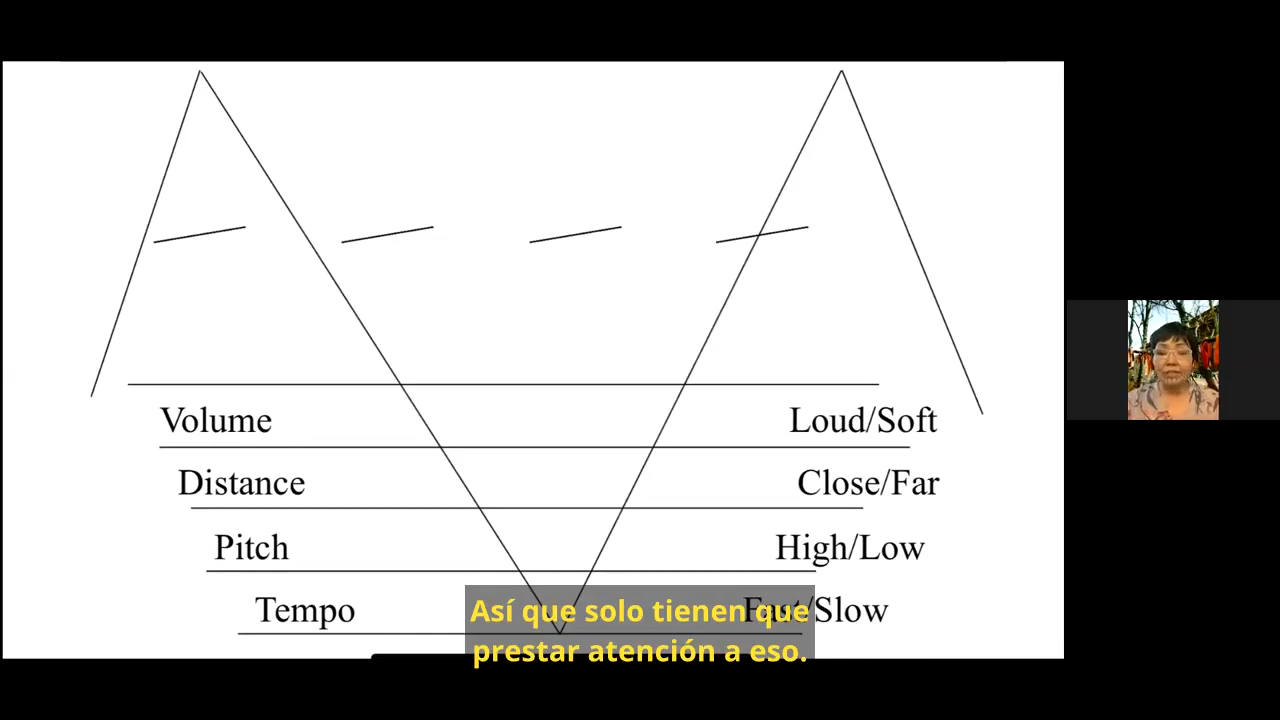 Volume Loud/Soft
Distance Close/Far
Pitch High/Low
Tempo Fast/Slow
Así que solo tienen que
prestar atención a eso.